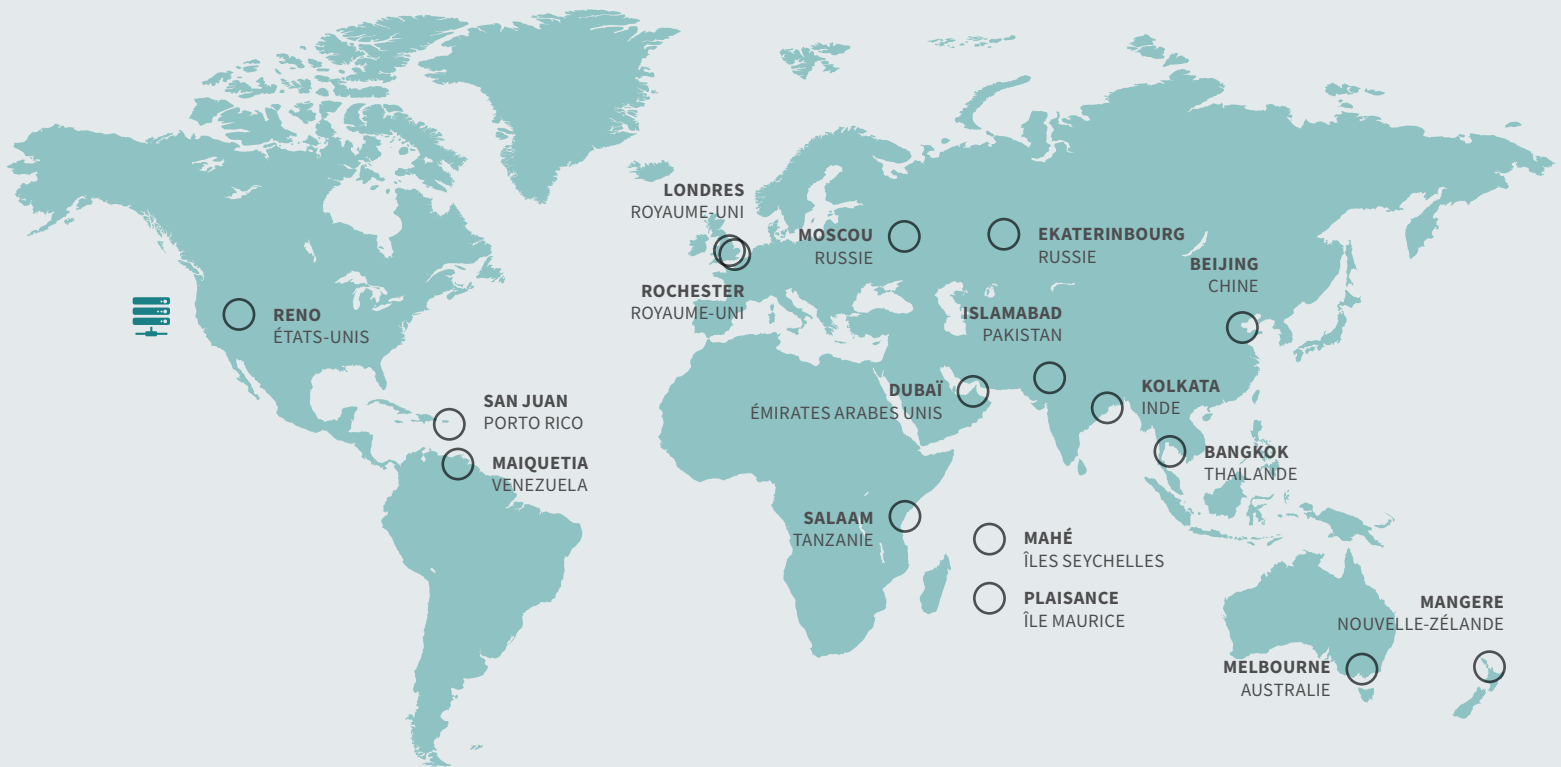 LONDRES
ROYAUME-UNI
MOSCOU
RUSSIE
EKATERINBOURG
RUSSIE
BEIJING
CHINE
ROCHESTER
ROYAUME-UNI
RENO
ÉTATS-UNIS
ISLAMABAD
PAKISTAN
DUBAÏ
ÉMIRATES ARABES UNIS
KOLKATA
INDE
SAN JUAN
PORTO RICO
MAIQUETIA
VENEZUELA
BANGKOK
THAILANDE
SALAAM
TANZANIE
MAHÉ
ÎLES SEYCHELLES
PLAISANCE
ÎLE MAURICE
MANGERE
NOUVELLE-ZÉLANDE
MELBOURNE
AUSTRALIE